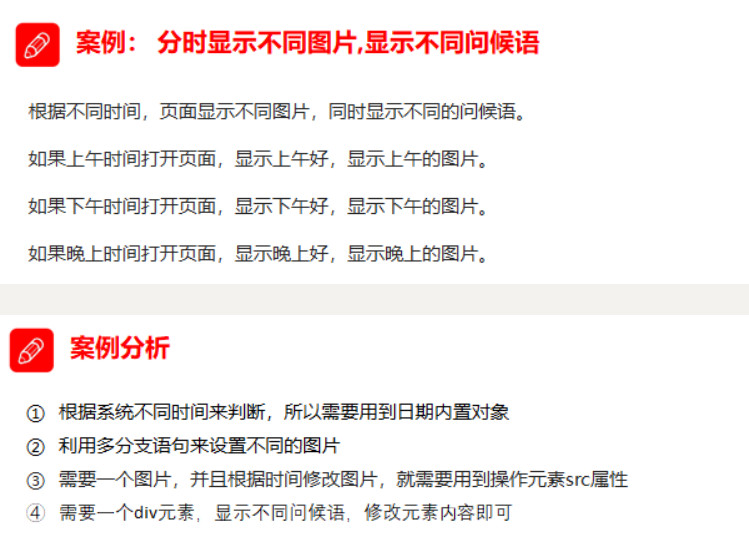 案例： 分时显示不同图片,显示不同问候语
根据不同时间，页面显示不同图片，同时显示不同的问候语。
如果上午时间打开页面，显示上午好，显示上午的图片。
如果下午时间打开页面，显示下午好，显示下午的图片。
如果晚上时间打开页面，显示晚上好，显示晚上的图片。
案例分析
① 根据系统不同时间来判断，所以需要用到日期内置对象
② 利用多分支语句来设置不同的图片
③ 需要一个图片，并且根据时间修改图片，就需要用到操作元素src属性
④ 需要一个div元素，显示不同问候语，修改元素内容即可